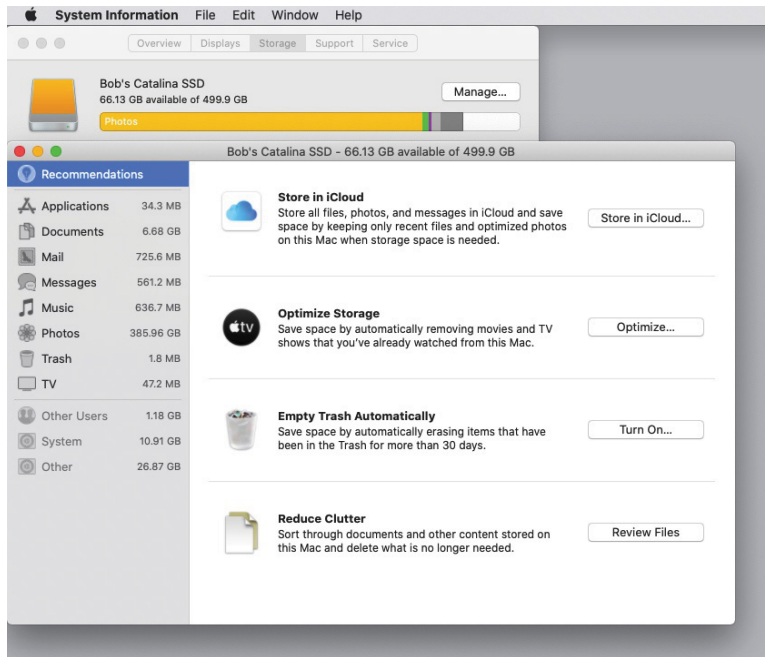 System Information File Edit Window Help
Overview Displays Storage Support Service
Bob's Catalina SSD
66.13 GB available of 499.9 GB
Manage...
Photos
Bob's Catalina SSD - 66.13 GB available of 499.9 GB
Recommendations
Applications 34.3 MB
Documents 6.68 GB
Mail 725.6 MB
Messages 561.2 MB
Music 636.7 MB
Photos 385.96 GB
Trash 1.8 MB
TV 47.2 MB
Other Users 1.18 GB
System 10.91 GB
Other 26.87 GB
Store in iCloud
Store all files, photos, and messages in iCloud and save
space by keeping only recent files and optimized photos
on this Mac when storage space is needed.
Store in iCloud...
tv
Optimize Storage
Save space by automatically removing movies and TV
shows that you've already watched from this Mac.
Optimize...
Empty Trash Automatically
Save space by automatically erasing items that have
been in the Trash for more than 30 days.
Turn On...
Reduce Clutter
Sort through documents and other content stored on
this Mac and delete what is no longer needed.
Review Files